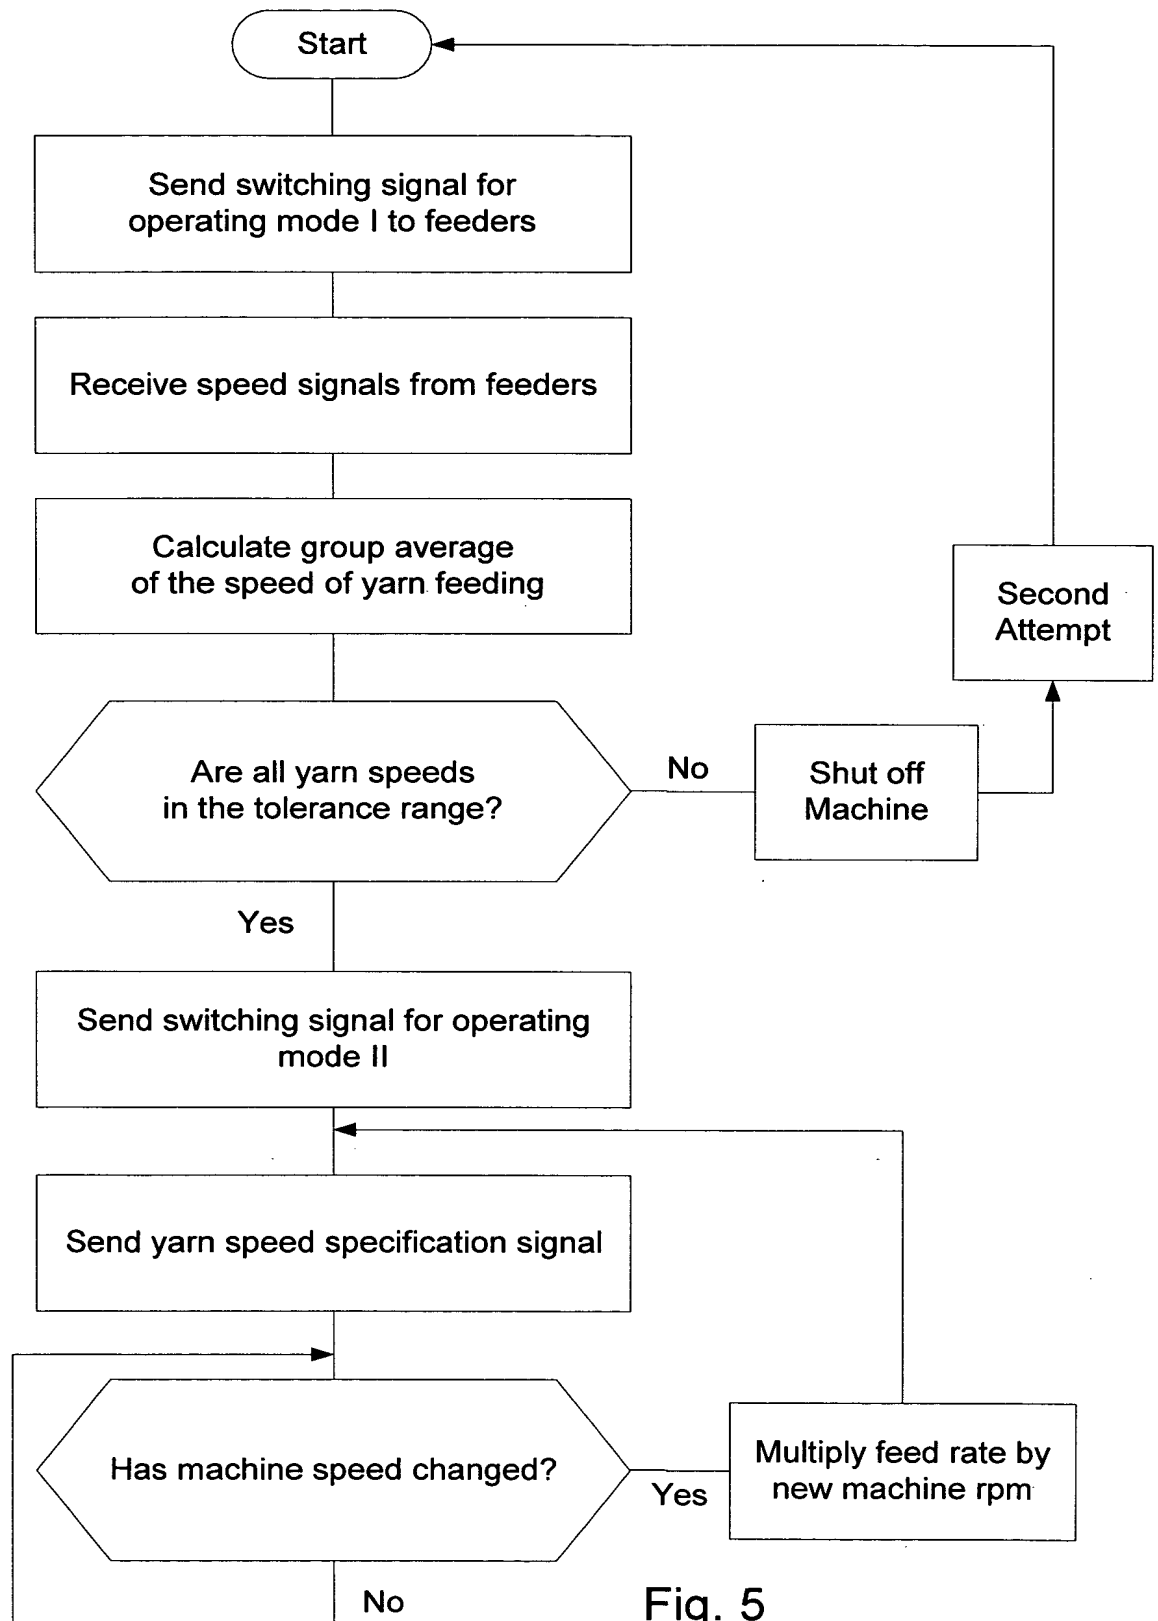 Start
Send switching signal for
operating mode I to feeders
Receive speed signals from feeders
Calculate group average
of the speed of yarn feeding
Second
Attempt
Are all yarn speeds
in the tolerance range?
No
Shut off
Machine
Yes
Send switching signal for operating
mode II
Send yarn speed specification signal
Has machine speed changed?
Yes
Multiply feed rate by
new machine rpm
No
Fig. 5